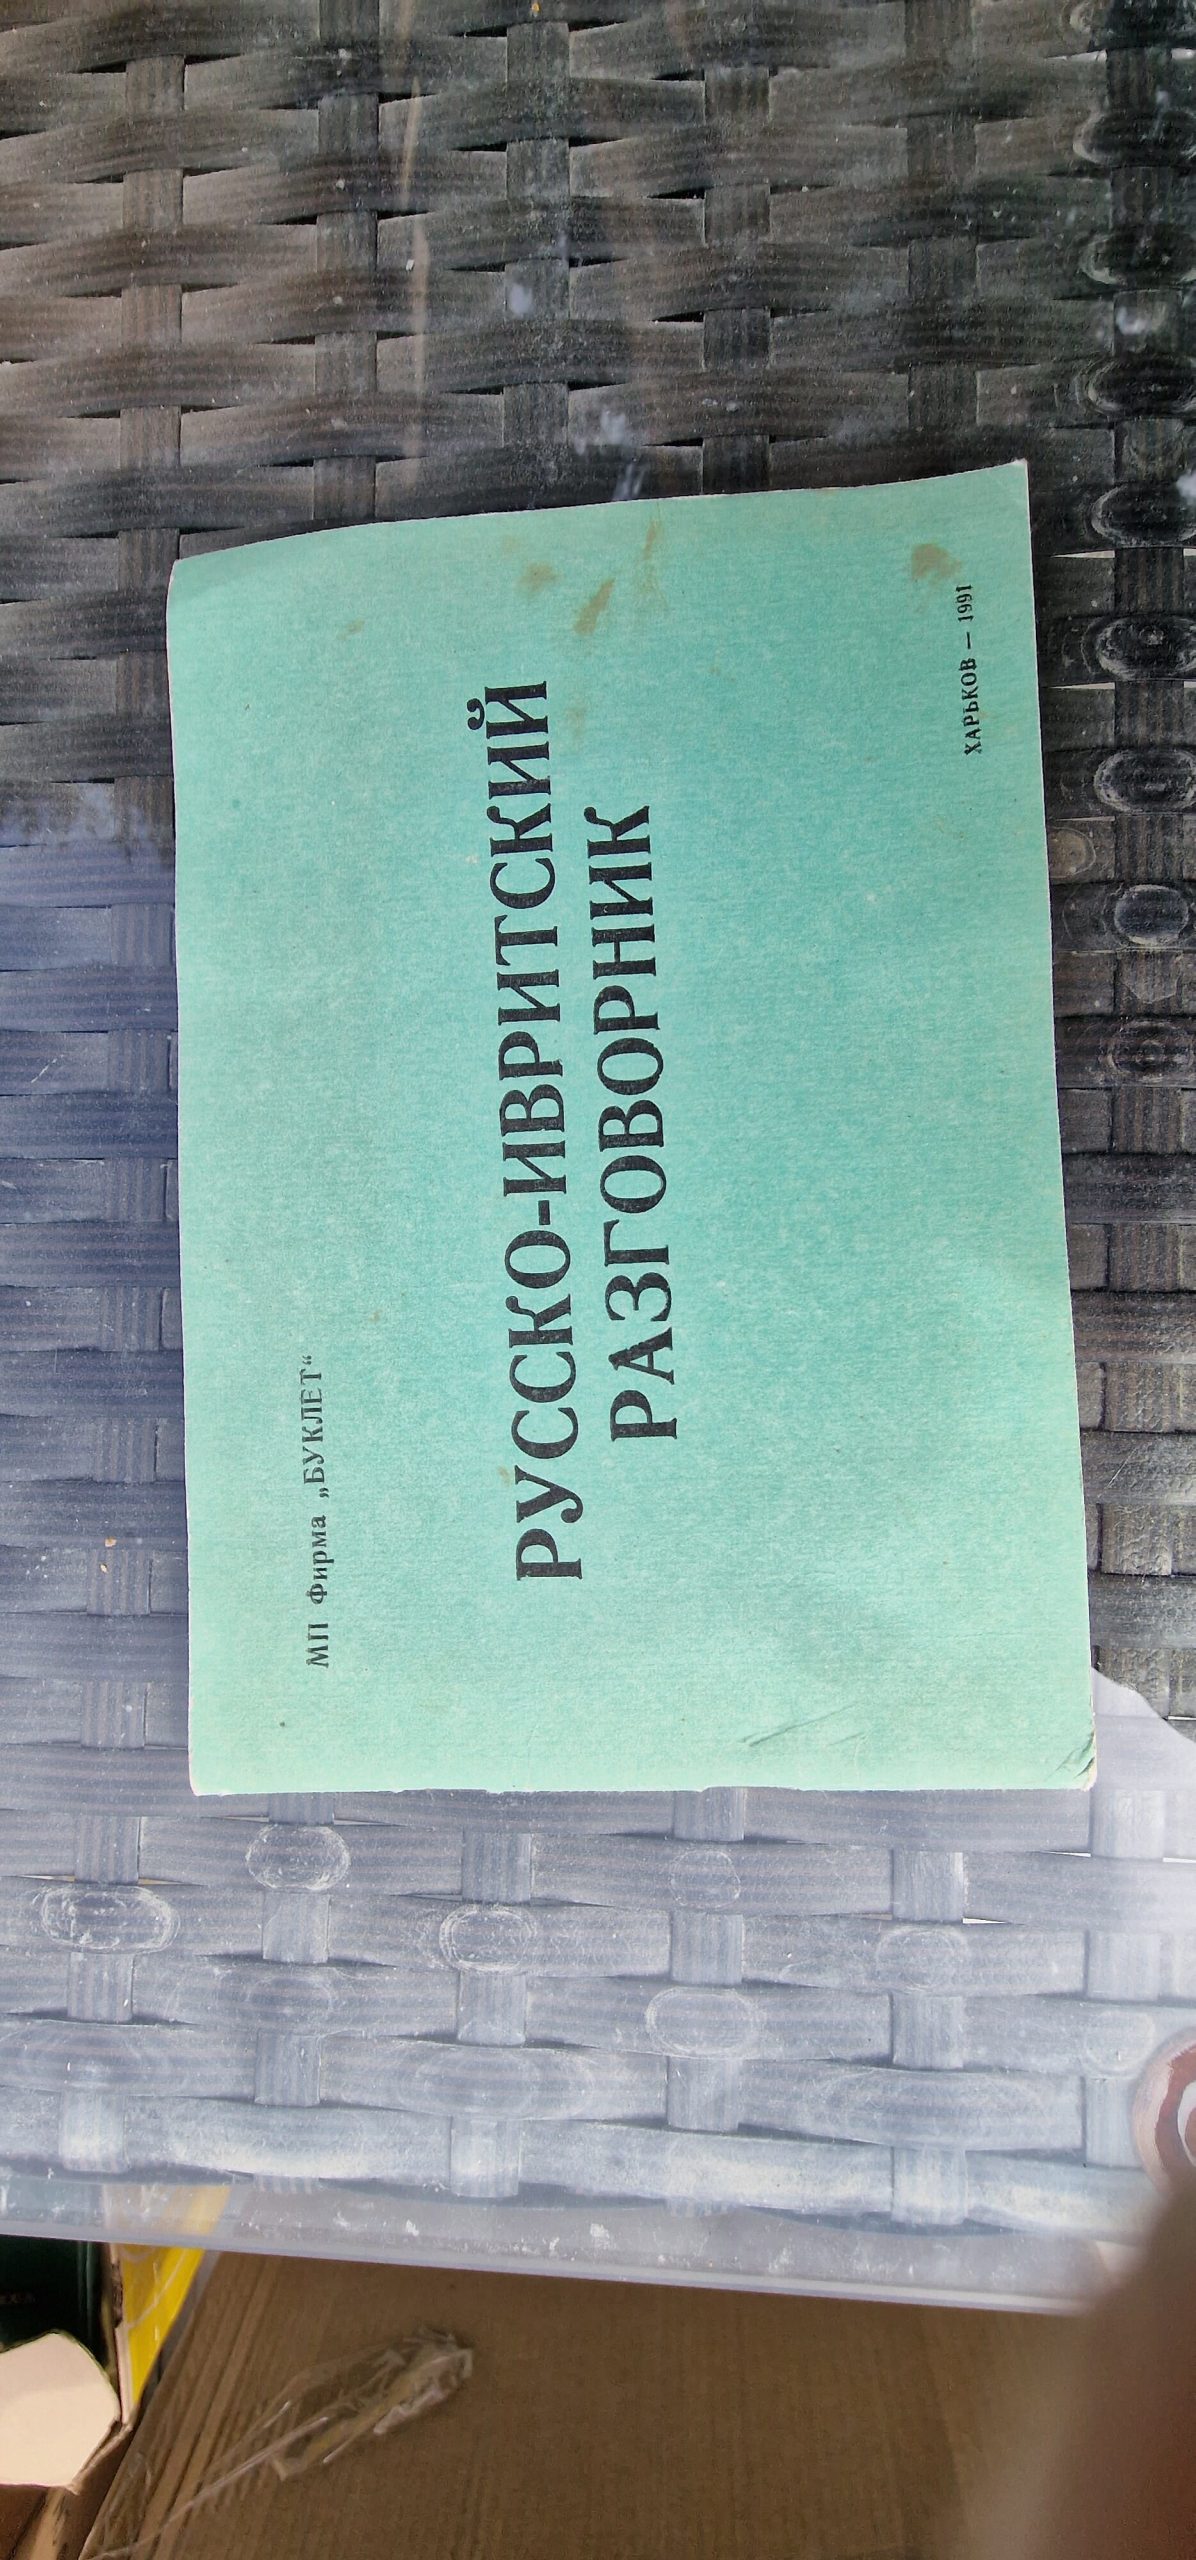 МП Фирма „БУКЛЕТ“
РУССКО-ИВРИТСКИЙ
РАЗГОВОРНИК
ХАРЬКОВ — 1991